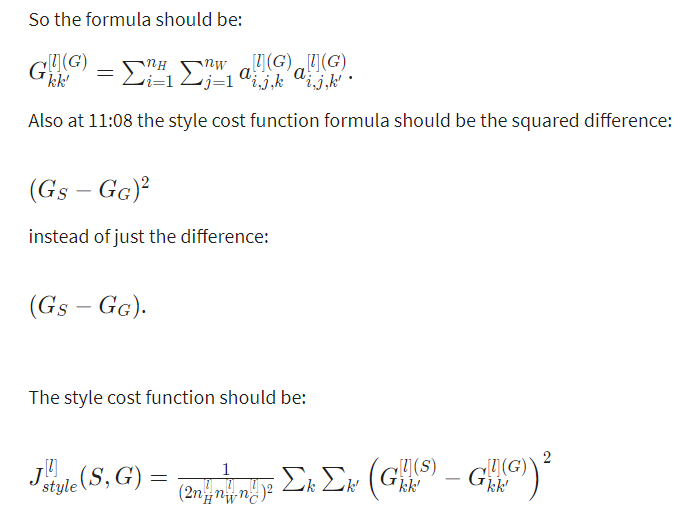 So the formula should be:
G_{kk'}^{[l](G)} = \sum_{i=1}^{n_H} \sum_{j=1}^{n_W} a_{i,j,k}^{[l](G)} a_{i,j,k'}^{[l](G)}.
Also at 11:08 the style cost function formula should be the squared difference:
(G_S − G_G)^2
instead of just the difference:
(G_S − G_G).
The style cost function should be:
J_{style}^{[l]}(S, G) = \frac{1}{(2n_H^{[l]} n_W^{[l]} n_C^{[l]})^2} \sum_k \sum_{k'} \left( G_{kk'}^{[l](S)} − G_{kk'}^{[l](G)} \right)^2